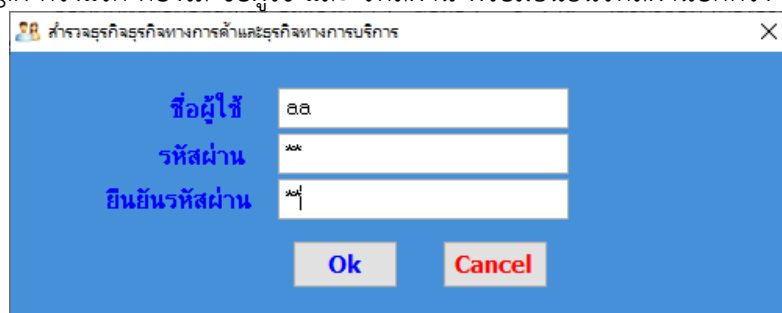 สำรวจธุรกิจธุรกิจทางการค้าและธุรกิจทางการบริการ
ชื่อผู้ใช้ aa
รหัสผ่าน **
ยืนยันรหัสผ่าน **
Ok Cancel